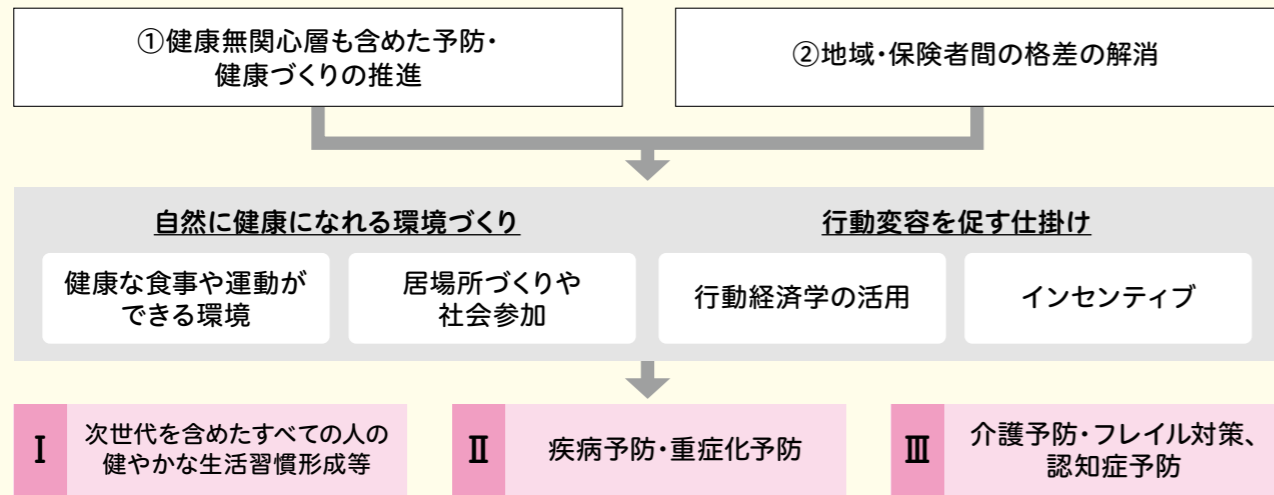 ①健康無関心層も含めた予防・
健康づくりの推進
②地域・保険者間の格差の解消
自然に健康になれる環境づくり
行動変容を促す仕掛け
健康な食事や運動が
できる環境
居場所づくりや
社会参加
行動経済学の活用
インセンティブ
Ⅰ
次世代を含めたすべての人の
健やかな生活習慣形成等
Ⅱ
疾病予防・重症化予防
Ⅲ
介護予防・フレイル対策、
認知症予防